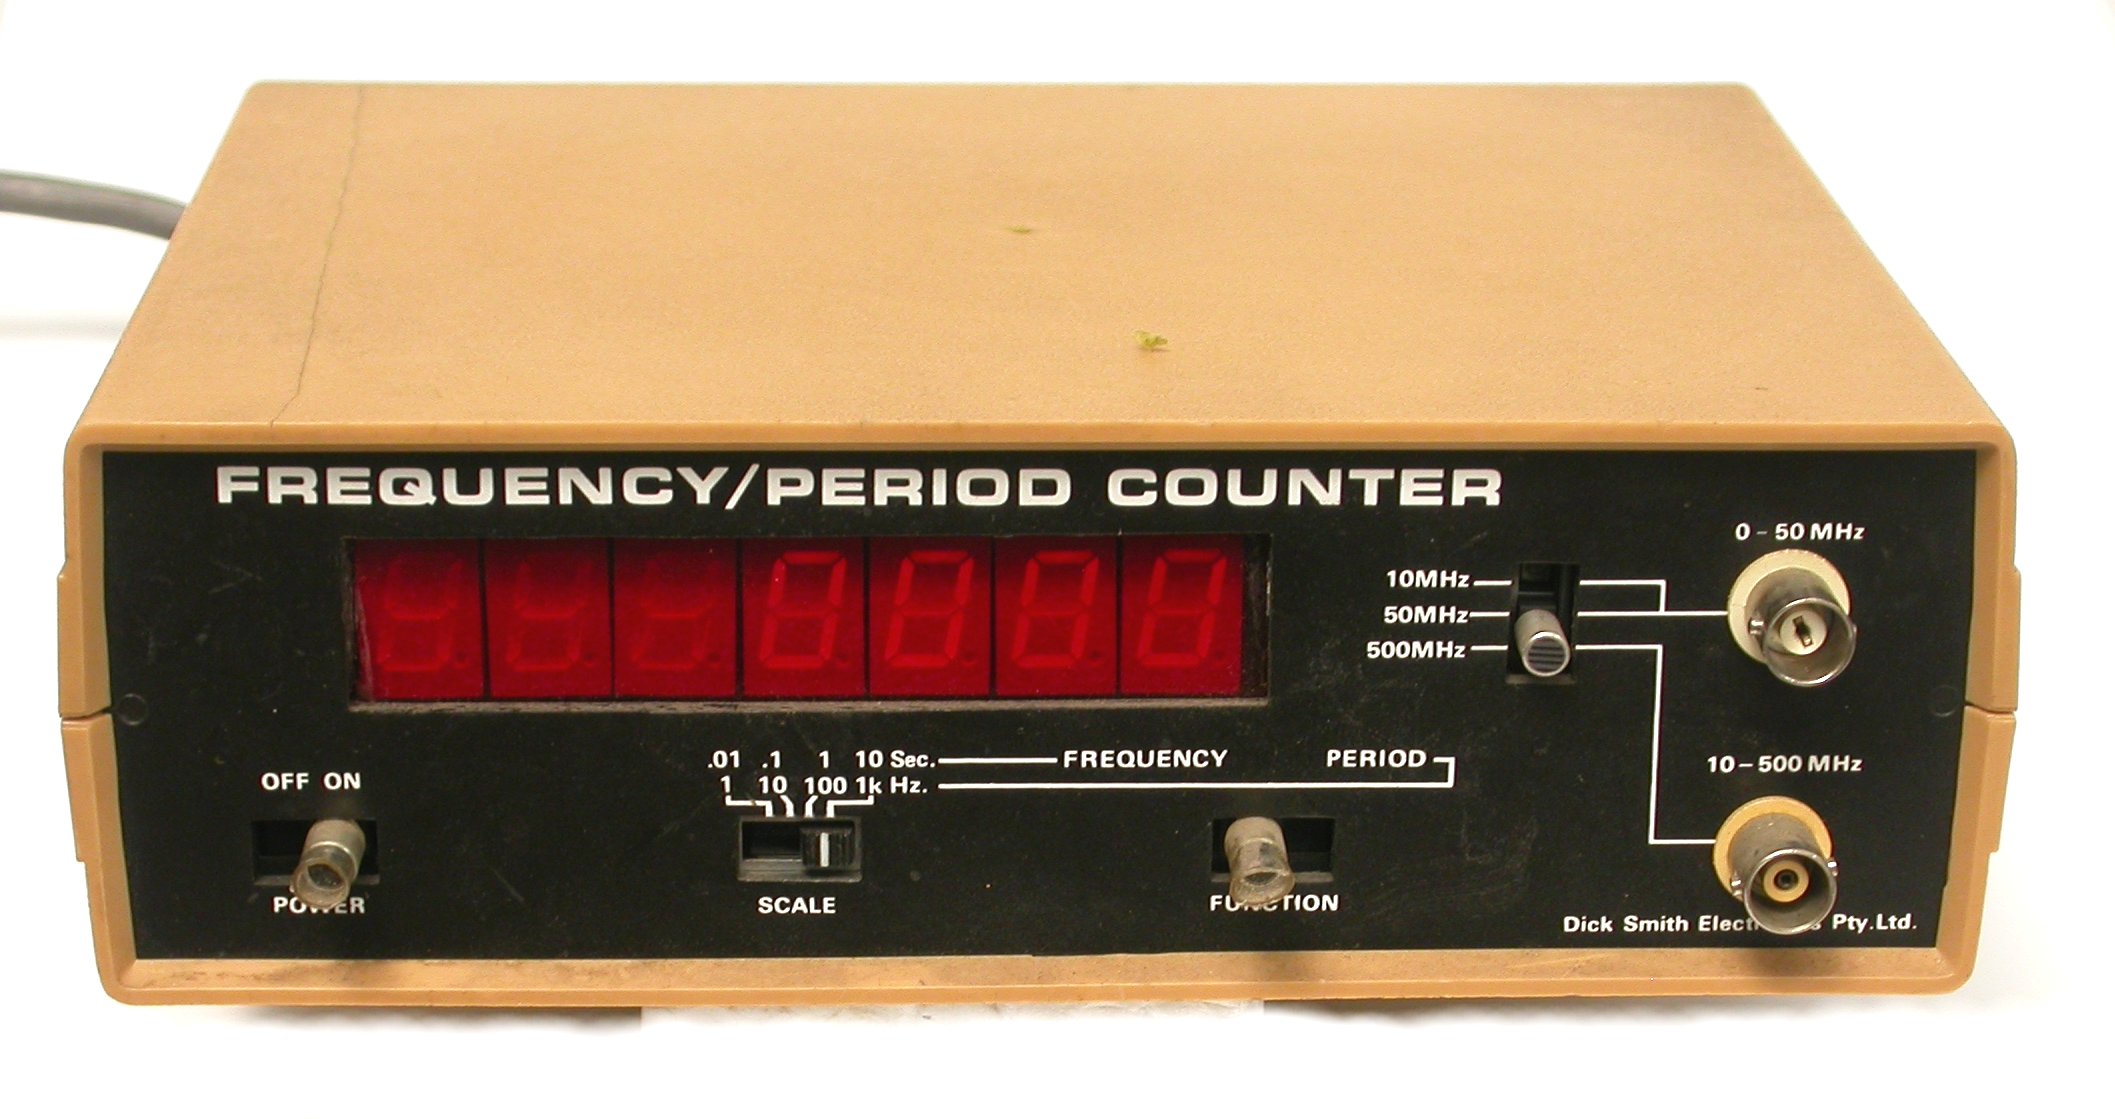 FREQUENCY/PERIOD COUNTER
0-50 MHz
10MHz
50MHz
500MHz
.01 .1 1 10 Sec. FREQUENCY PERIOD
1 10 100 1k Hz.
10-500 MHz
OFF ON
POWER
SCALE
FUNCTION
Dick Smith Pty.Ltd.